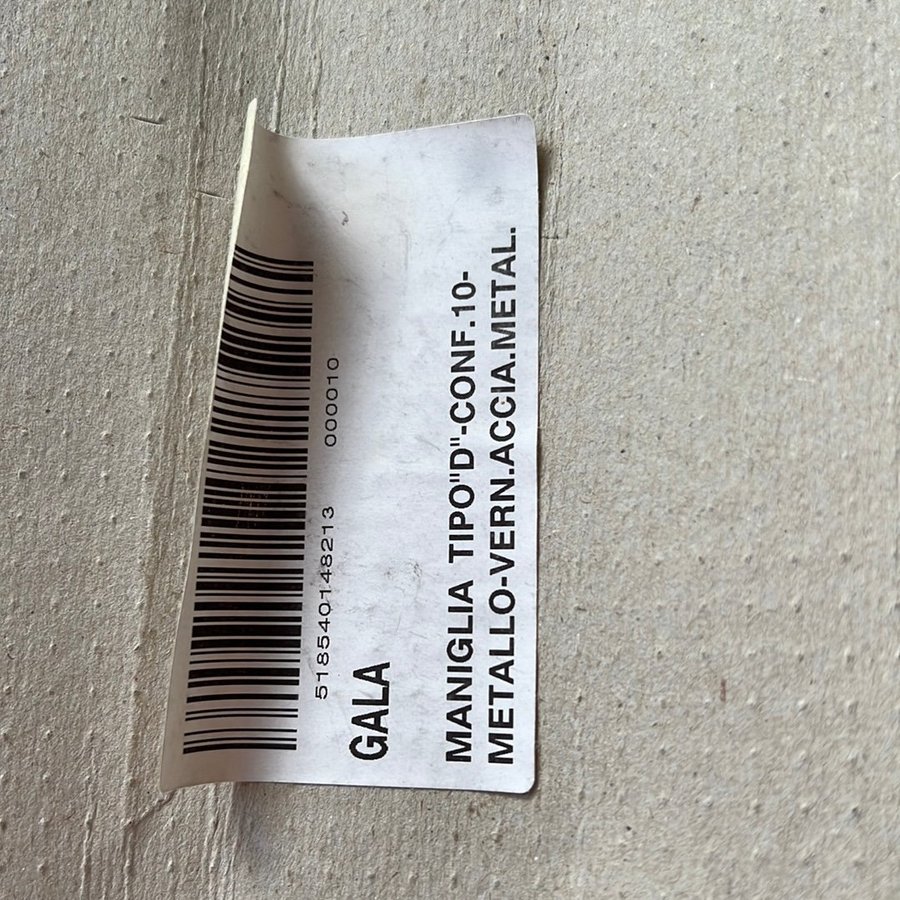 518540148213 000010
GALA
MANIGLIA TIPO"D"-CONF.10-
METALLO-VERN.ACCIA.METAL.